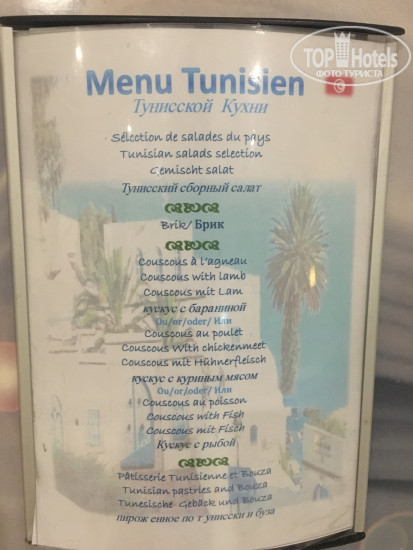 TOP Hotels
ФОТО ТУРИСТА
Menu Tunisien
Тунисской Кухни
Sélection de salades du pays
Tunisian salads selection
Gemischt salat
Тунисский сборный салат
Brik/ Брик
Couscous à l'agneau
Couscous with lamb
Couscous mit Lam
кускус с бараниной
Ou/or/oder/ Или
Couscous au poulet
Couscous With chickenmeet
Couscous mit Hühnerfleisch
кускус с куриным мясом
Ou/or/oder/ Или
Couscous au poisson
Couscous with Fish
Couscous mit Fisch
Кускус с рыбой
Pâtisserie Tunisienne et Bouza
Tunisian pastries and Bouza
Tunesische Gebäck und Bouza
пирож енное по т унисски и буза